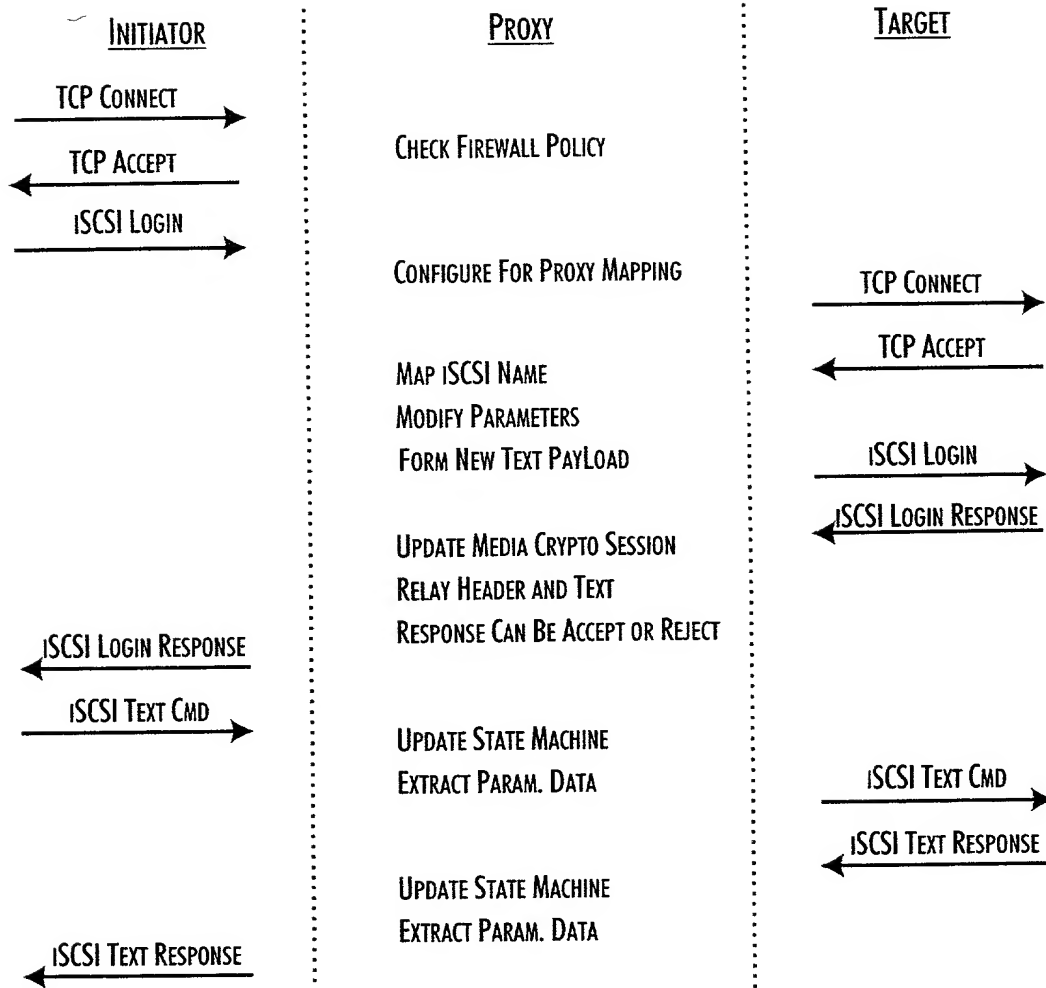 INITIATOR
PROXY
TARGET
TCP CONNECT
CHECK FIREWALL POLICY
TCP ACCEPT
iSCSI LOGIN
CONFIGURE FOR PROXY MAPPING
TCP CONNECT
TCP ACCEPT
MAP iSCSI NAME
MODIFY PARAMETERS
FORM NEW TEXT PAYLOAD
iSCSI LOGIN
iSCSI LOGIN RESPONSE
UPDATE MEDIA CRYPTO SESSION
RELAY HEADER AND TEXT
RESPONSE CAN BE ACCEPT OR REJECT
iSCSI LOGIN RESPONSE
iSCSI TEXT CMD
UPDATE STATE MACHINE
EXTRACT PARAM. DATA
iSCSI TEXT CMD
iSCSI TEXT RESPONSE
UPDATE STATE MACHINE
EXTRACT PARAM. DATA
iSCSI TEXT RESPONSE